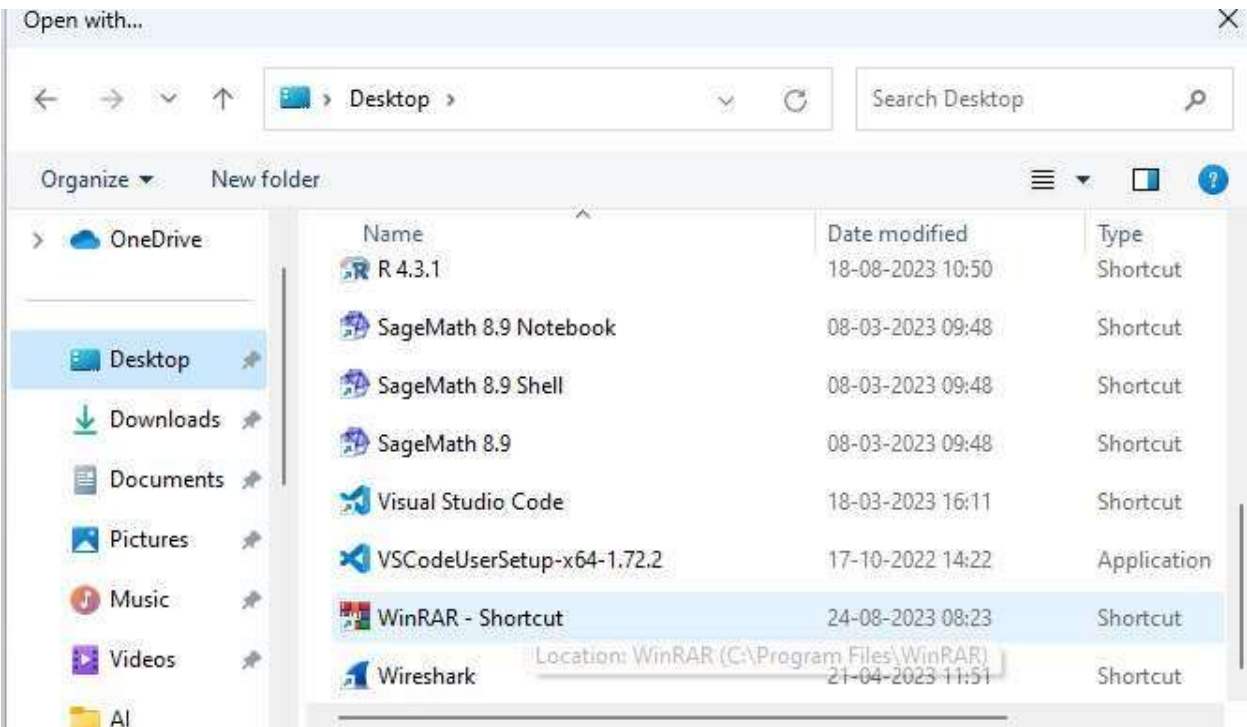 Open with...
Desktop
Search Desktop
Organize New folder
OneDrive
Desktop
Downloads
Documents
Pictures
Music
Videos
AI
Name Date modified Type
R 4.3.1 18-08-2023 10:50 Shortcut
SageMath 8.9 Notebook 08-03-2023 09:48 Shortcut
SageMath 8.9 Shell 08-03-2023 09:48 Shortcut
SageMath 8.9 08-03-2023 09:48 Shortcut
Visual Studio Code 18-03-2023 16:11 Shortcut
VSCodeUserSetup-x64-1.72.2 17-10-2022 14:22 Application
WinRAR - Shortcut 24-08-2023 08:23 Shortcut
Location: WinRAR (C:\Program Files\WinRAR)
Wireshark 21-04-2023 11:51 Shortcut